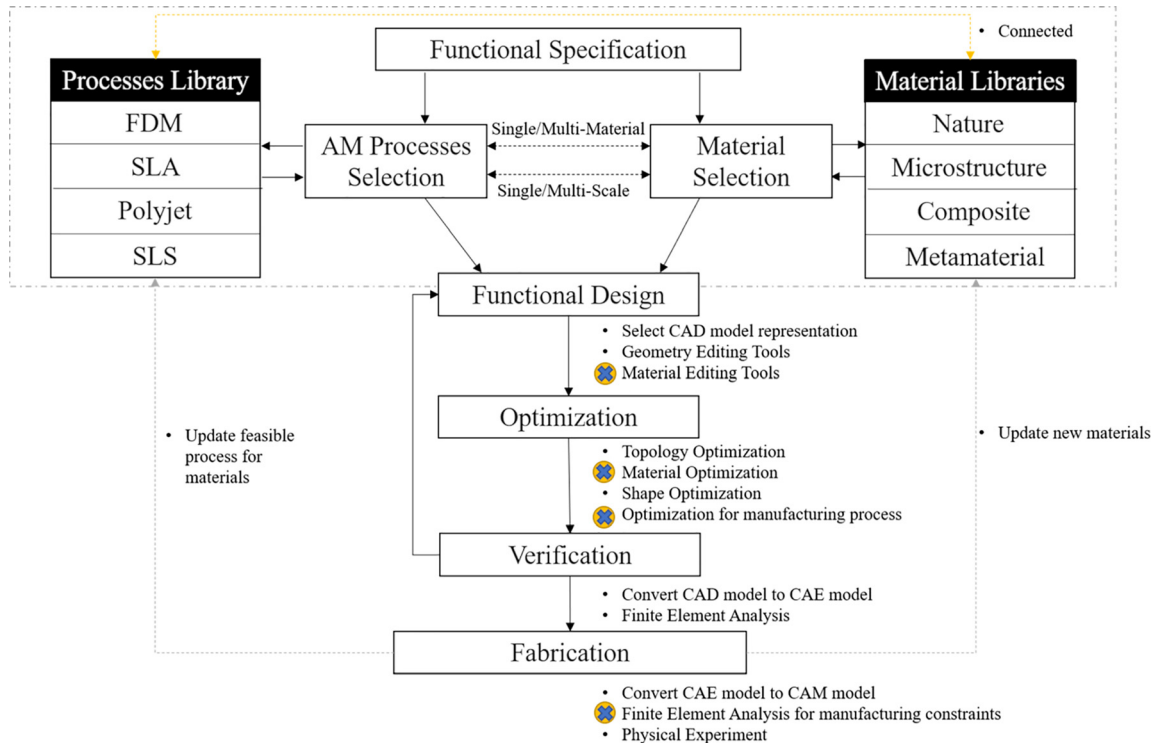 Functional Specification
• Connected
Processes Library
FDM
SLA
Polyjet
SLS
AM Processes
Selection
Single/Multi-Material
Single/Multi-Scale
Material
Selection
Material Libraries
Nature
Microstructure
Composite
Metamaterial
Functional Design
• Select CAD model representation
• Geometry Editing Tools
Material Editing Tools
Optimization
• Topology Optimization
Material Optimization
• Shape Optimization
Optimization for manufacturing process
• Update feasible
process for
materials
• Update new materials
Verification
• Convert CAD model to CAE model
• Finite Element Analysis
Fabrication
• Convert CAE model to CAM model
Finite Element Analysis for manufacturing constraints
• Physical Experiment